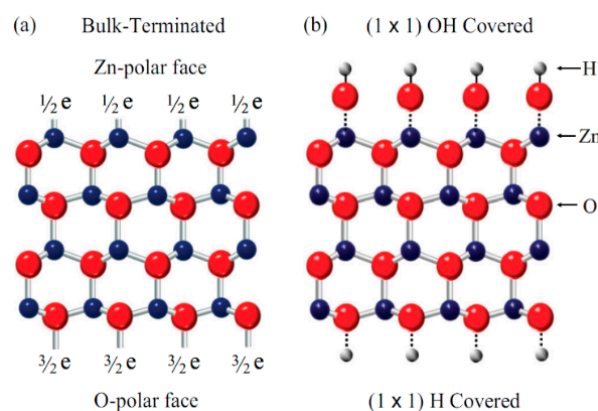 (a) Bulk-Terminated
Zn-polar face
½ e ½ e ½ e ½ e
3⁄2 e 3⁄2 e 3⁄2 e 3⁄2 e
O-polar face
(b) (1 x 1) OH Covered
H
Zn
O
(1 x 1) H Covered